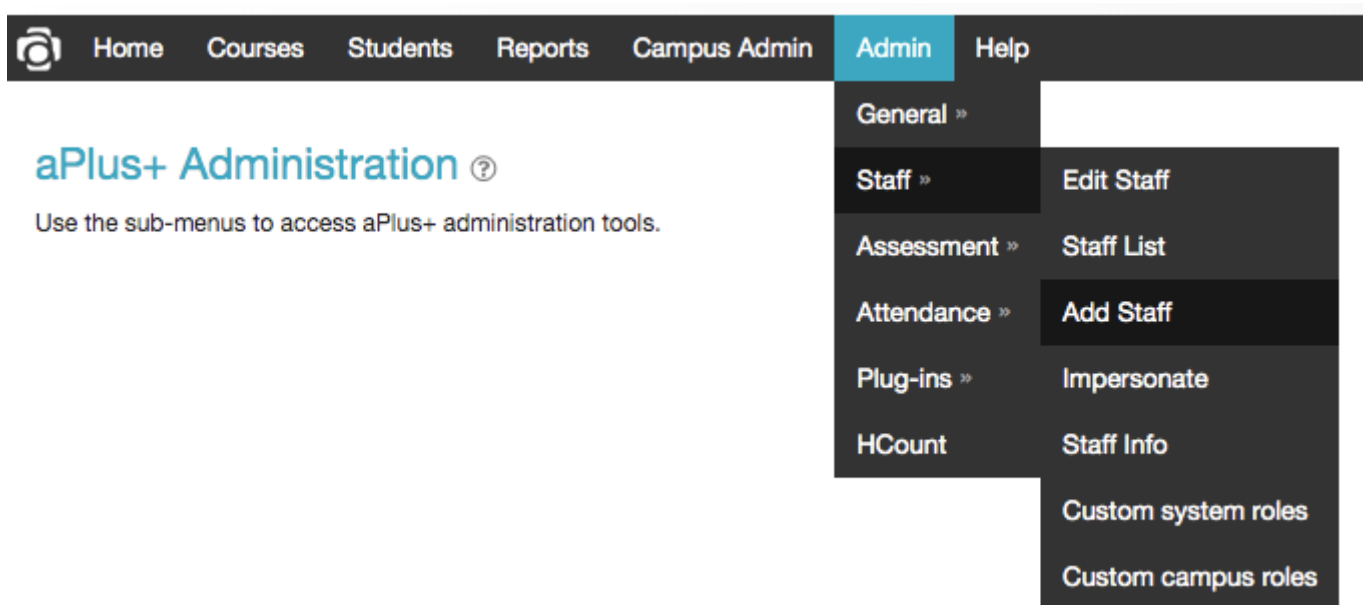 Home Courses Students Reports Campus Admin Admin Help
aPlus+ Administration ?
Use the sub-menus to access aPlus+ administration tools.
General »
Staff »
Assessment »
Attendance »
Plug-ins »
HCount
Edit Staff
Staff List
Add Staff
Impersonate
Staff Info
Custom system roles
Custom campus roles